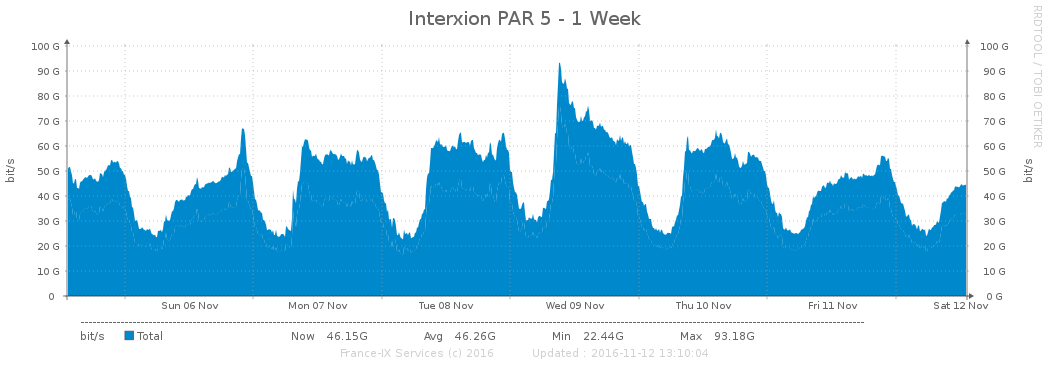 Interxion PAR 5 - 1 Week
RRDTOOL / TOBI OETIKER
100 G 100 G
90 G 90 G
80 G 80 G
70 G 70 G
60 G 60 G
50 G 50 G
40 G 40 G
30 G 30 G
20 G 20 G
10 G 10 G
0 0 G
bit/s bit/s
Sun 06 Nov Mon 07 Nov Tue 08 Nov Wed 09 Nov Thu 10 Nov Fri 11 Nov Sat 12 Nov
bit/s Total Now 46.15G Avg 46.26G Min 22.44G Max 93.18G
France-IX Services (c) 2016 Updated : 2016-11-12 13:10:04